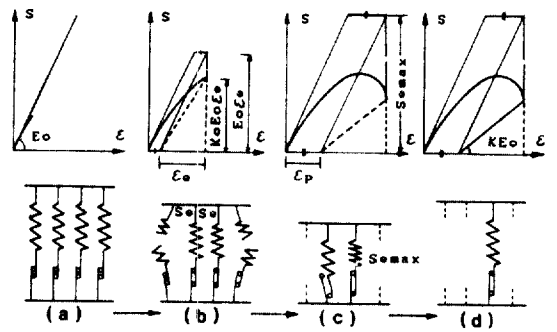 S
Eo
ε
(a)
S
KoEoεe
Eoεe
εe
Se Se
(b)
S
Semax
ε
εp
Semax
(c)
S
ε
KEo
(d)